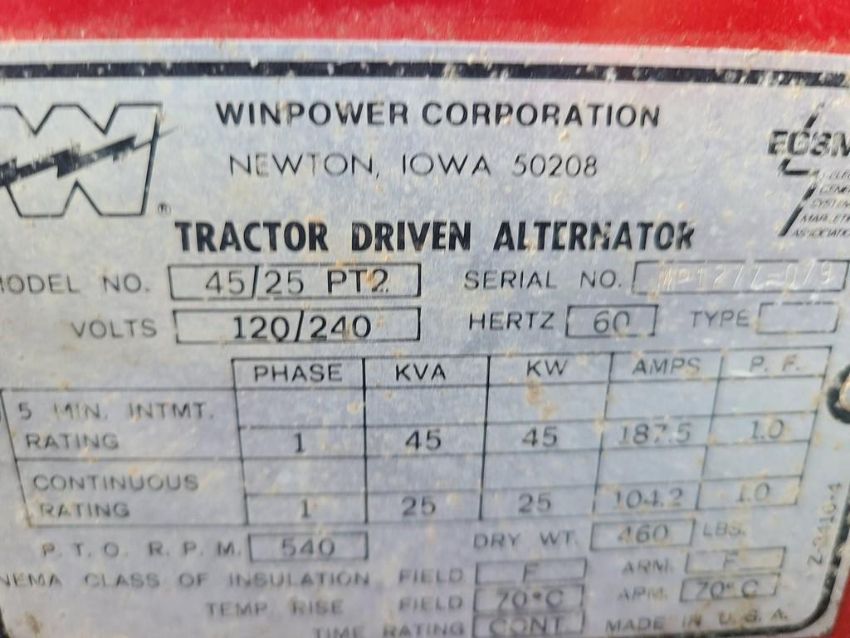 WINPOWER CORPORATION
NEWTON, IOWA 50208
W ®
EGSMA
TRACTOR DRIVEN ALTERNATOR
MODEL NO. 45/25 PT2 SERIAL NO.
VOLTS 120/240 HERTZ 60 TYPE
PHASE KVA KW AMPS P. F.
5 MIN. INTMT.
RATING 1 45 45 187.5 1.0
CONTINUOUS
RATING 1 25 25 104.2 1.0
P. T. O. R. P. M. 540 DRY WT. 460 LBS.
NEMA CLASS OF INSULATION FIELD F ARM. F
TEMP RISE FIELD 70°C ARM. 70°C
TIME RATING CONT. MADE IN U. S. A.